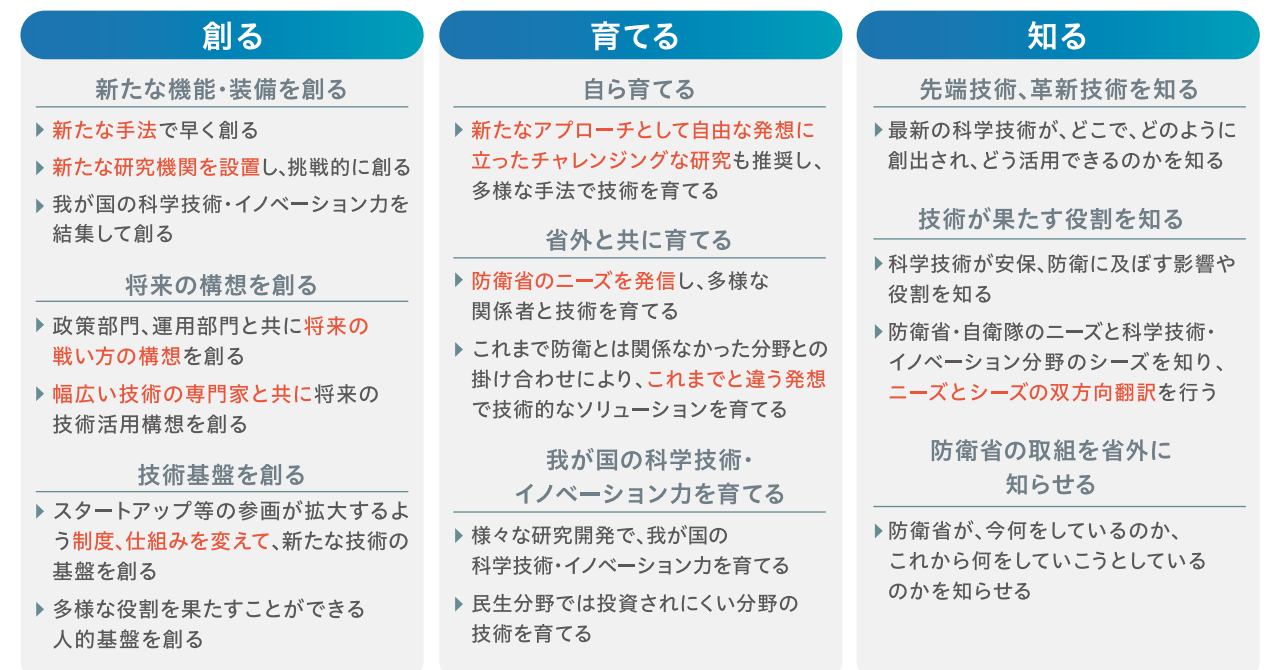 創る
新たな機能・装備を創る
新たな手法で早く創る
新たな研究機関を設置し、挑戦的に創る
我が国の科学技術・イノベーション力を
結集して創る
将来の構想を創る
政策部門、運用部門と共に将来の
戦い方の構想を創る
幅広い技術の専門家と共に将来の
技術活用構想を創る
技術基盤を創る
スタートアップ等の参画が拡大するよ
う制度、仕組みを変えて、新たな技術の
基盤を創る
多様な役割を果たすことができる
人的基盤を創る
育てる
自ら育てる
新たなアプローチとして自由な発想に
立ったチャレンジングな研究も推奨し、
多様な手法で技術を育てる
省外と共に育てる
防衛省のニーズを発信し、多様な
関係者と技術を育てる
これまで防衛とは関係なかった分野との
掛け合わせにより、これまでと違う発想
で技術的なソリューションを育てる
我が国の科学技術・
イノベーション力を育てる
様々な研究開発で、我が国の
科学技術・イノベーション力を育てる
民生分野では投資されにくい分野の
技術を育てる
知る
先端技術、革新技術を知る
最新の科学技術が、どこで、どのように
創出され、どう活用できるのかを知る
技術が果たす役割を知る
科学技術が安保、防衛に及ぼす影響や
役割を知る
防衛省・自衛隊のニーズと科学技術・
イノベーション分野のシーズを知り、
ニーズとシーズの双方向翻訳を行う
防衛省の取組を省外に
知らせる
防衛省が、今何をしているのか、
これから何をしていこうとしている
のかを知らせる